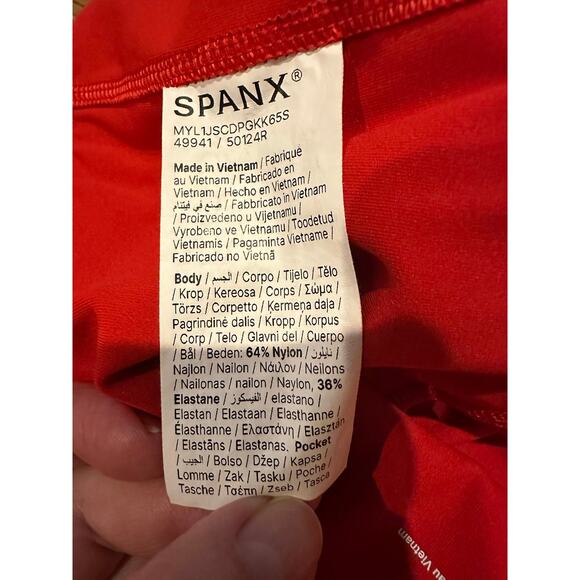 SPANX®
MYL1JSCDPGKK65S
49941 / 50124R
Made in Vietnam / Fabriqué
au Vietnam / Fabricado en
Vietnam / Hecho en Vietnam /
صنع في فيتنام / Fabbricato in Vietnam
/ Proizvedeno u Vijetnamu /
Vyrobeno ve Vietnamu / Toodetud
Vietnamis / Pagaminta Vietname /
Fabricado no Vietnã
Body / الجسم / Corpo / Tijelo / Tělo
/ Krop / Kereosa / Corps / Σώμα /
Törzs / Corpetto / Ķermeņa daļa /
Pagrindinė dalis / Kropp / Korpus
/ Corp / Telo / Glavni del / Cuerpo
/ Bål / Beden: 64% Nylon / نايلون /
Najlon / Nailon / Νάιλον / Neilons
/ Nailonas / nailon / Naylon, 36%
Elastane / الفيسكوز / elastano /
Elastan / Elastaan / Elasthanne /
Élasthanne / Ελαστάνη / Elasztán
/ Elastāns / Elastanas. Pocket
/ الجيب / Bolso / Džep / Kapsa /
Lomme / Zak / Tasku / Poche /
Tasche / Τσέπη / Zseb / Tasca
au Vietnam